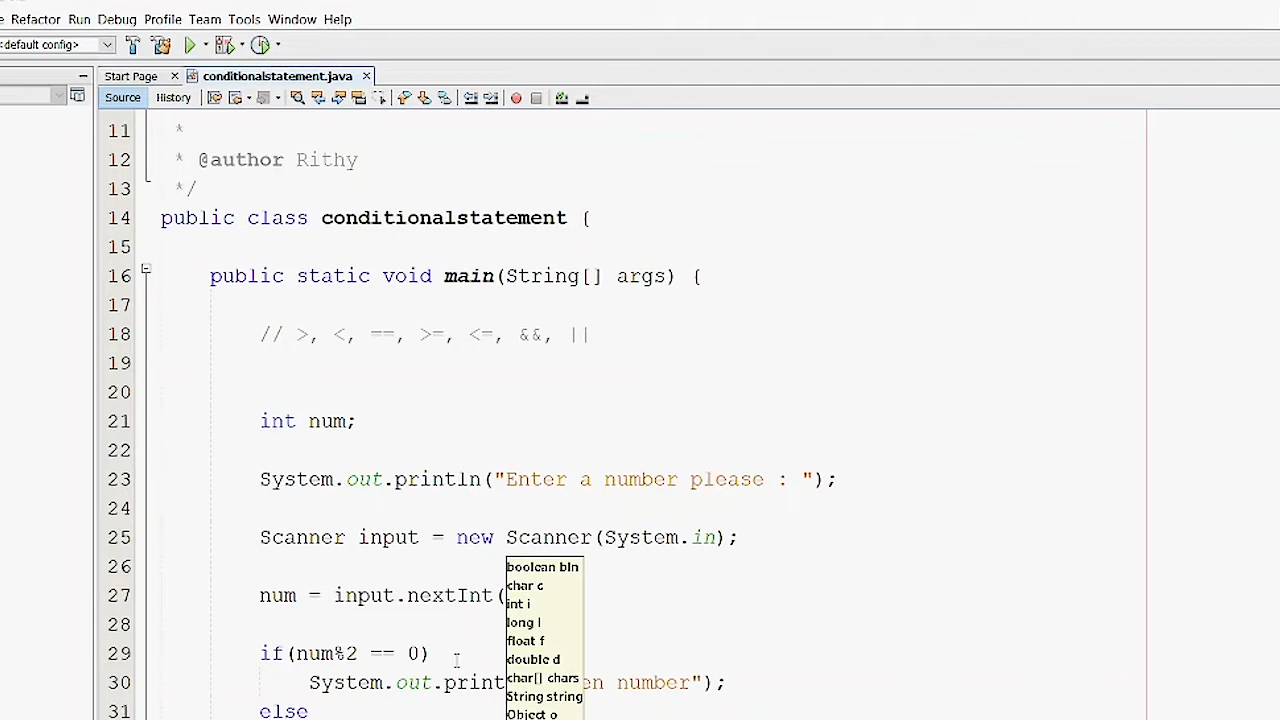 e Refactor Run Debug Profile Team Tools Window Help
<default config>
Start Page conditionalstatement.java
Source History
11 *
12 * @author Rithy
13 */
14 public class conditionalstatement {
15
16 public static void main(String[] args) {
17
18 // >, <, ==, >=, <=, &&, ||
19
20
21 int num;
22
23 System.out.println("Enter a number please : ");
24
25 Scanner input = new Scanner(System.in);
26
27 num = input.nextInt(
28
29 if(num%2 == 0)
30 System.out.print en number");
31 else
boolean bln
char c
int i
long l
float f
double d
char[] chars
String string
Object o